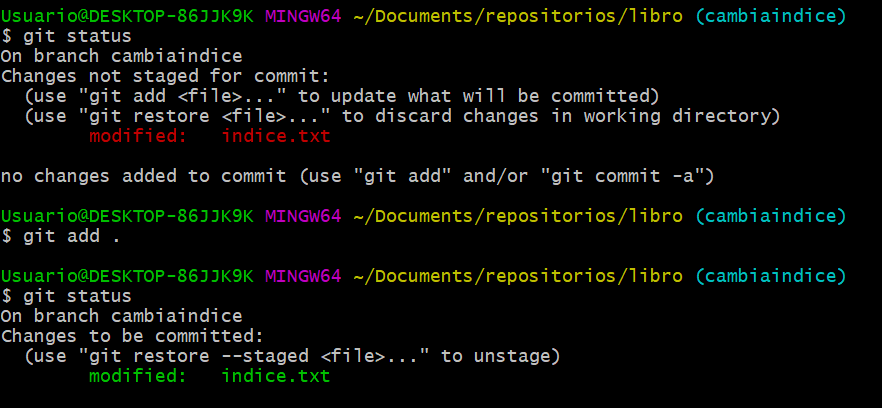 Usuario@DESKTOP-86JJK9K MINGW64 ~/Documents/repositorios/libro (cambiaindice)
$ git status
On branch cambiaindice
Changes not staged for commit:
  (use "git add <file>..." to update what will be committed)
  (use "git restore <file>..." to discard changes in working directory)
        modified:   indice.txt

no changes added to commit (use "git add" and/or "git commit -a")

Usuario@DESKTOP-86JJK9K MINGW64 ~/Documents/repositorios/libro (cambiaindice)
$ git add .

Usuario@DESKTOP-86JJK9K MINGW64 ~/Documents/repositorios/libro (cambiaindice)
$ git status
On branch cambiaindice
Changes to be committed:
  (use "git restore --staged <file>..." to unstage)
        modified:   indice.txt